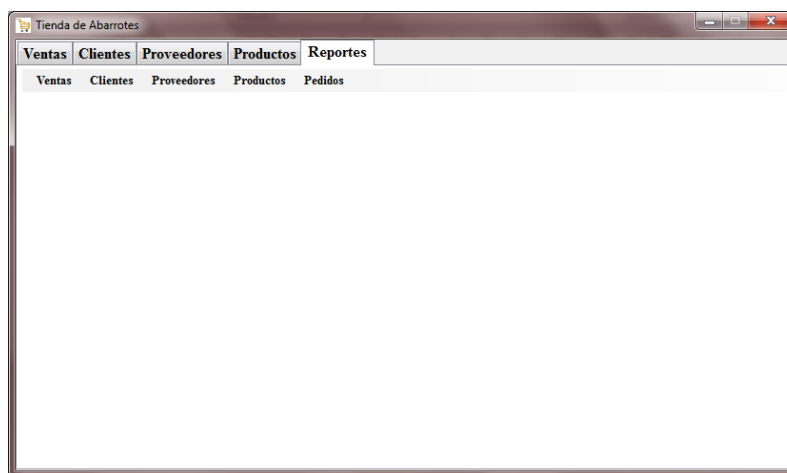 Tienda de Abarrotes
Ventas Clientes Proveedores Productos Reportes
Ventas Clientes Proveedores Productos Pedidos